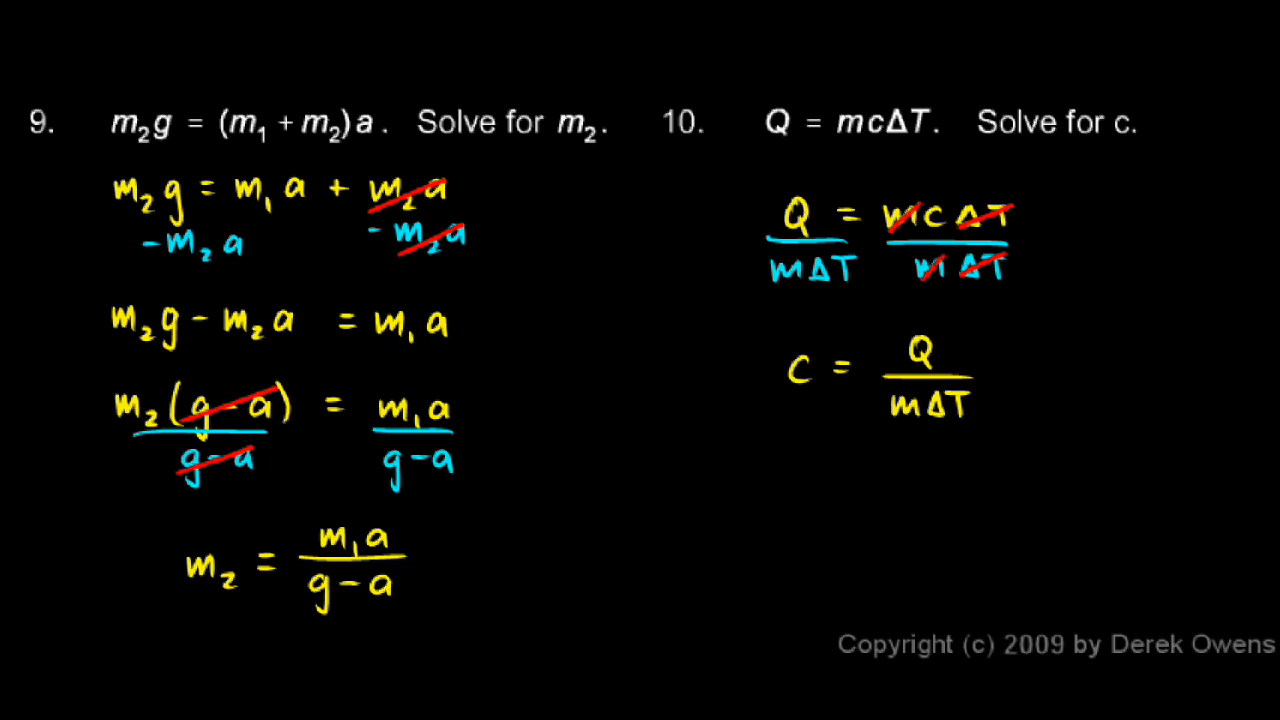 9. m₂g = (m₁ + m₂)a. Solve for m₂.
m₂g = m₁a + m₂a
-m₂a - m₂a
m₂g - m₂a = m₁a
m₂(g - a) = m₁a
g - a g - a
m₂ = m₁a
g - a
10. Q = mcΔT. Solve for c.
Q = mcΔT
mΔT mΔT
c = Q
mΔT
Copyright (c) 2009 by Derek Owens